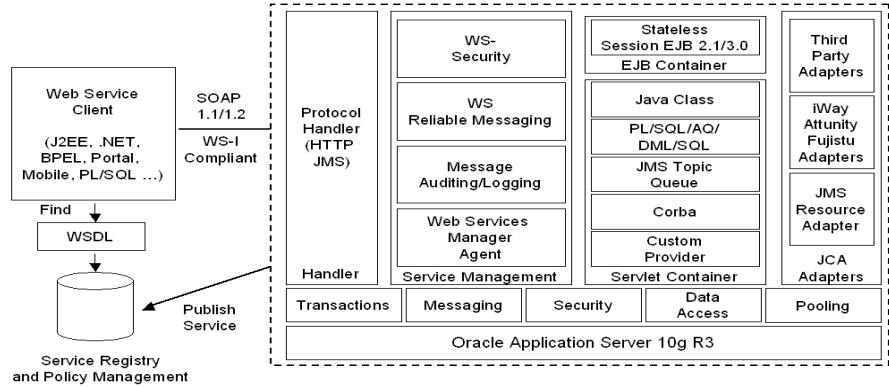 Web Service
Client
(J2EE, .NET,
BPEL, Portal,
Mobile, PL/SQL ...)
SOAP
1.1/1.2
WS-I
Compliant
Find
WSDL
Publish
Service
Service Registry
and Policy Management
Protocol
Handler
(HTTP
JMS)
Handler
WS-
Security
WS
Reliable Messaging
Message
Auditing/Logging
Web Services
Manager
Agent
Service Management
Stateless
Session EJB 2.1/3.0
EJB Container
Java Class
PL/SQL/AQ/
DML/SQL
JMS Topic
Queue
Corba
Custom
Provider
Servlet Container
Third
Party
Adapters
iWay
Attunity
Fujistu
Adapters
JMS
Resource
Adapter
JCA
Adapters
Transactions
Messaging
Security
Data
Access
Pooling
Oracle Application Server 10g R3